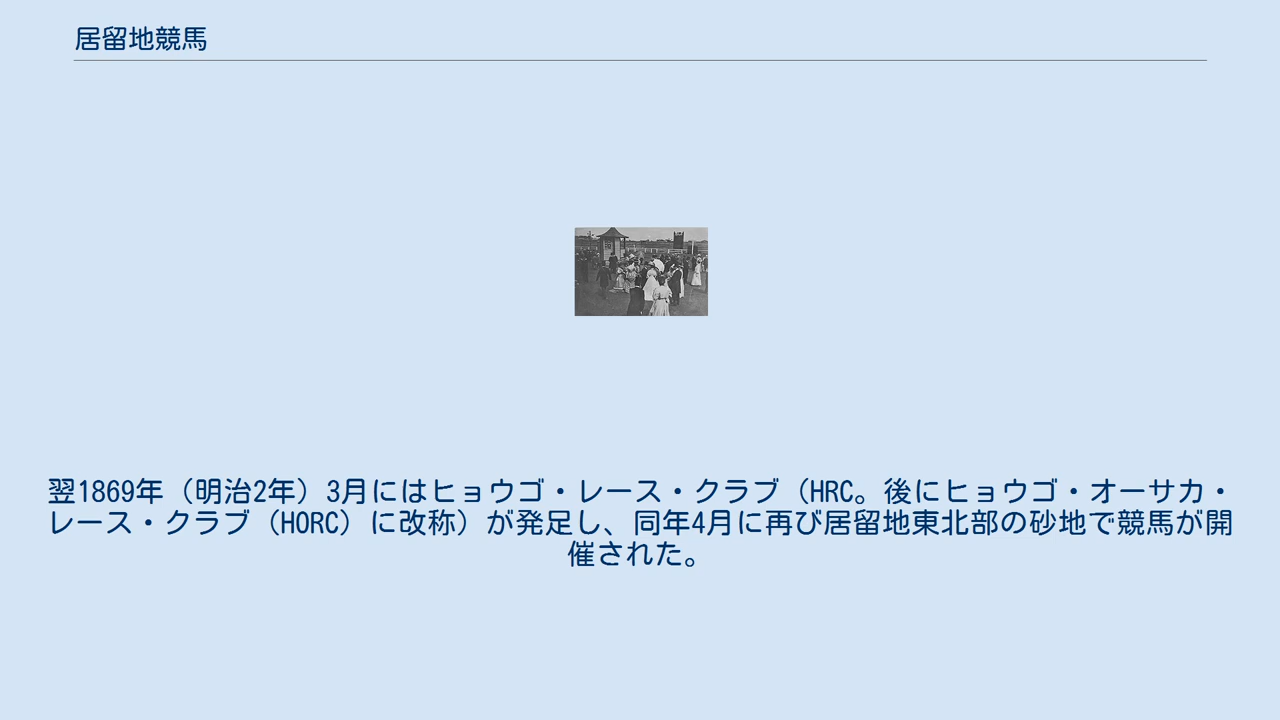 居留地競馬
翌1869年（明治2年）3月にはヒョウゴ・レース・クラブ（HRC。後にヒョウゴ・オーサカ・
レース・クラブ（HORC）に改称）が発足し、同年4月に再び居留地東北部の砂地で競馬が開
催された。